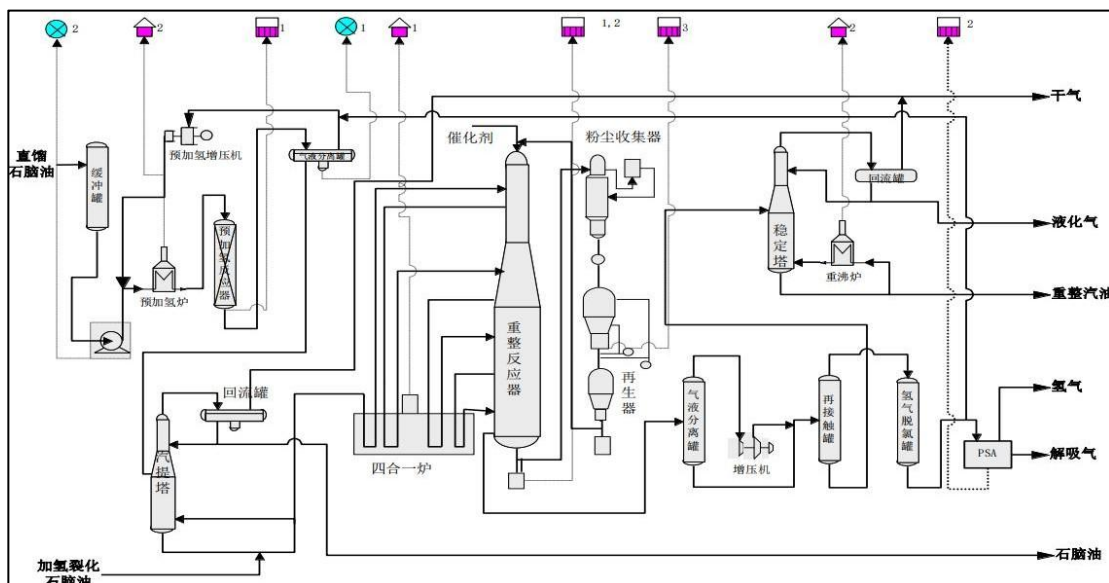 2
2
1
1
1
1,2
3
2
2
干气
催化剂
粉尘收集器
直馏
石脑油
预加氢增压机
气液分离罐
缓冲罐
回流罐
液化气
预加氢反应器
稳定塔
重沸炉
重整汽油
预加氢炉
重整反应器
回流罐
再生器
气液分离罐
再接触罐
氢气脱氯罐
氢气
汽提塔
四合一炉
增压机
PSA
解吸气
石脑油
加氢裂化
石脑油